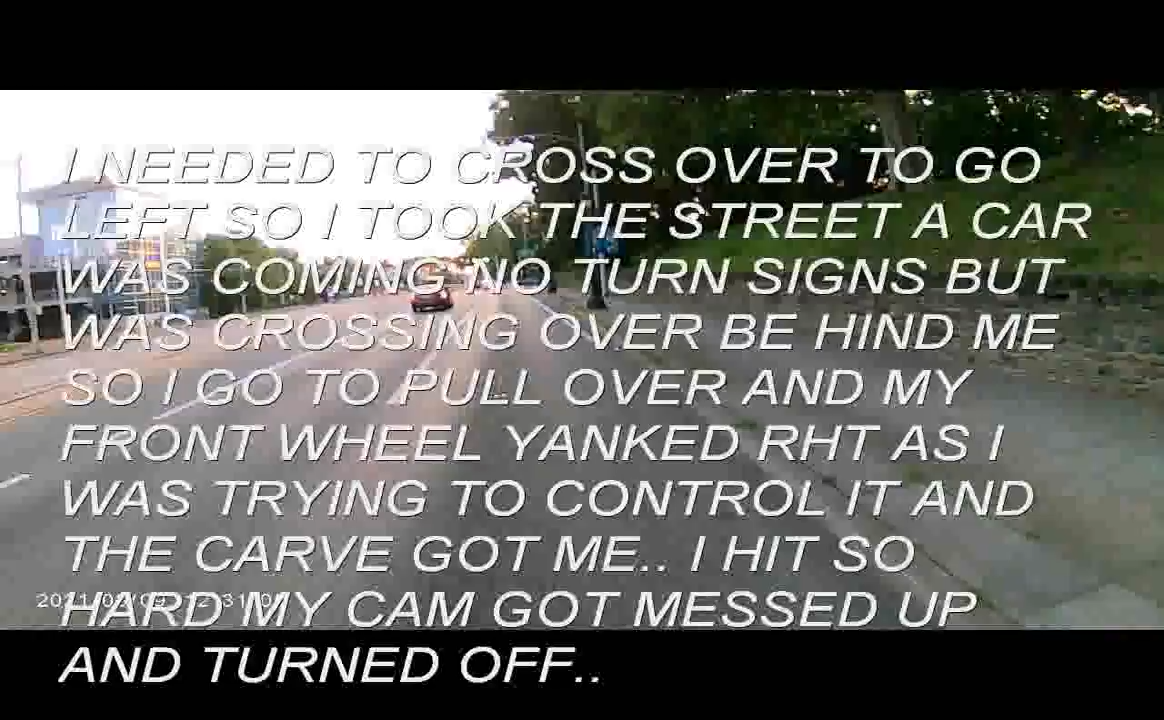 I NEEDED TO CROSS OVER TO GO
LEFT SO I TOOK THE STREET A CAR
WAS COMING NO TURN SIGNS BUT
WAS CROSSING OVER BE HIND ME
SO I GO TO PULL OVER AND MY
FRONT WHEEL YANKED RHT AS I
WAS TRYING TO CONTROL IT AND
THE CARVE GOT ME.. I HIT SO
HARD MY CAM GOT MESSED UP
AND TURNED OFF..